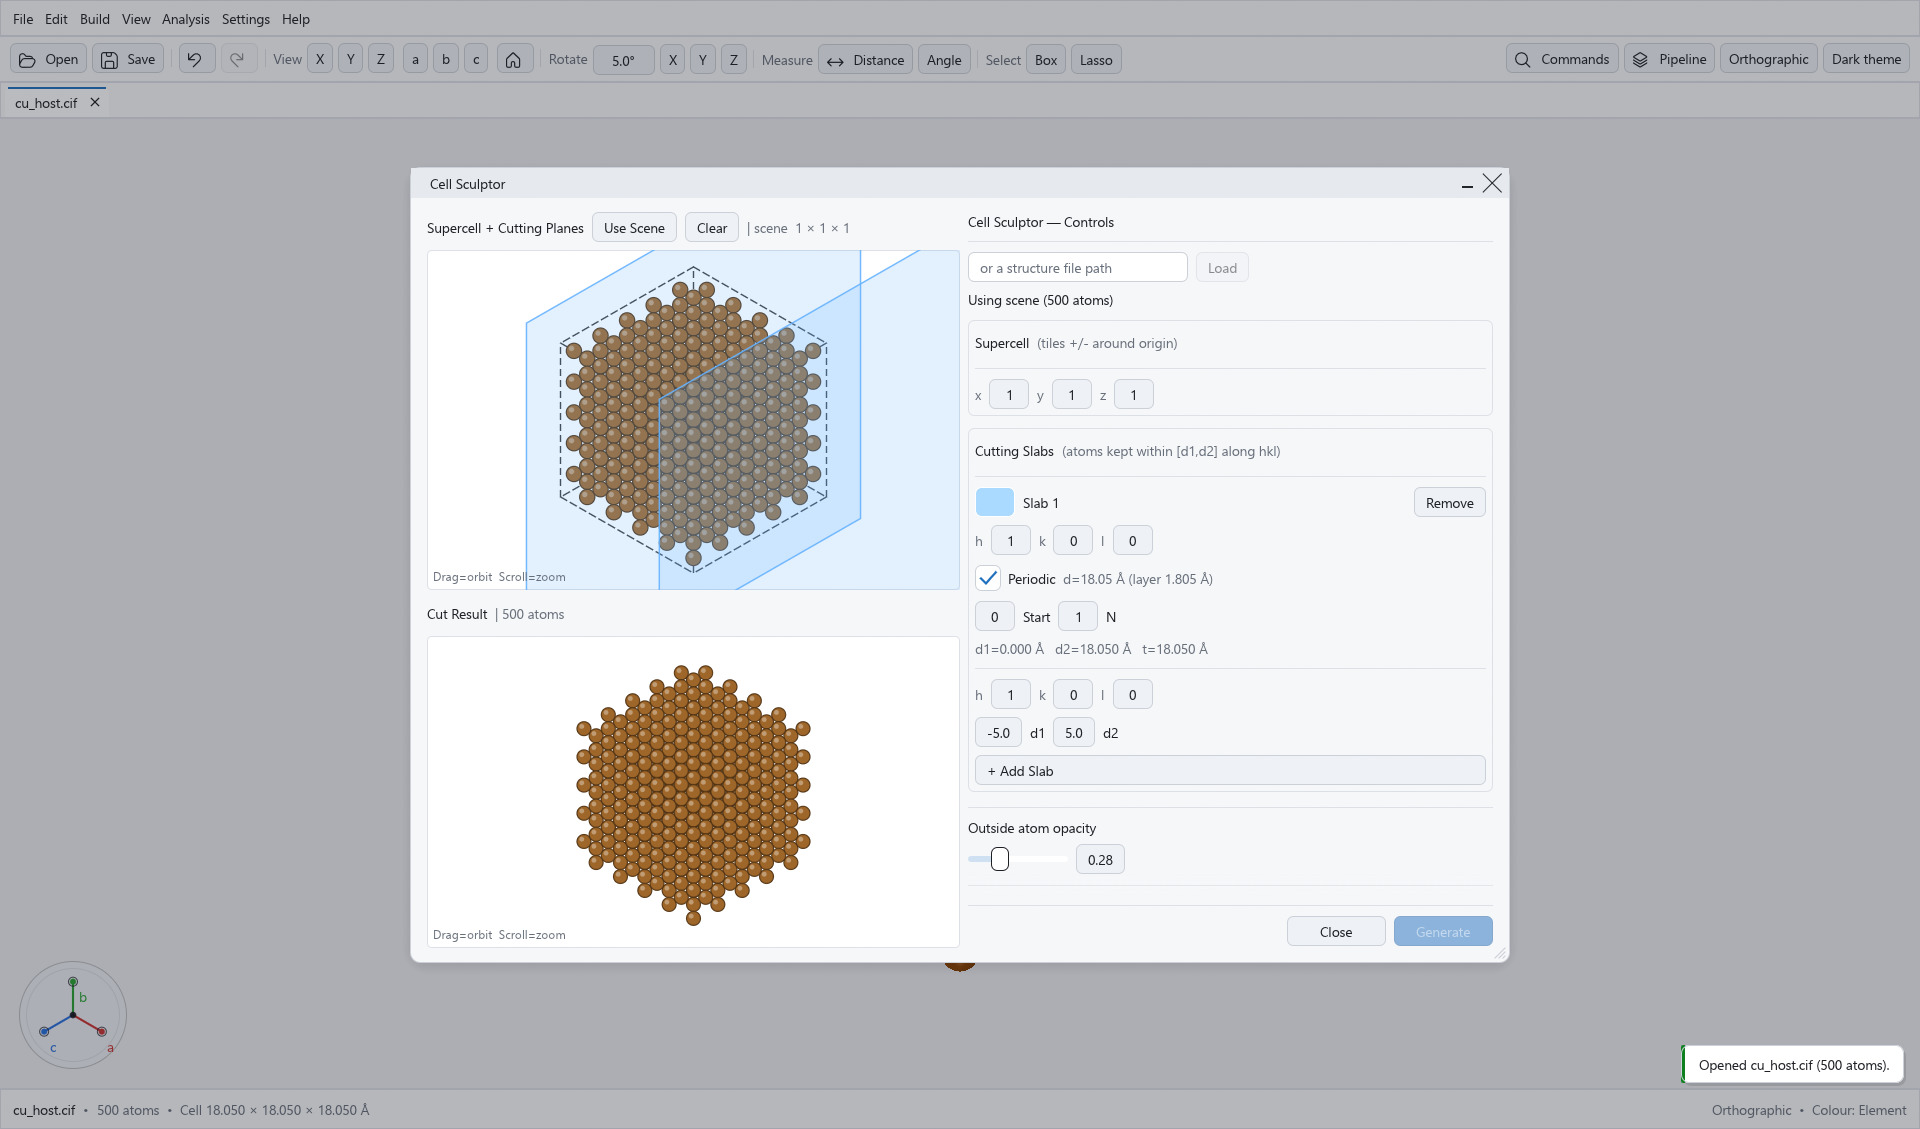 File Edit Build View Analysis Settings Help
Open Save View X Y Z a b c Rotate 5.0° X Y Z Measure Distance Angle Select Box Lasso Commands Pipeline Orthographic Dark theme
cu_host.cif
Cell Sculptor
Supercell + Cutting Planes Use Scene Clear | scene 1 × 1 × 1
Drag=orbit Scroll=zoom
Cut Result | 500 atoms
Drag=orbit Scroll=zoom
Cell Sculptor — Controls
or a structure file path Load
Using scene (500 atoms)
Supercell (tiles +/- around origin)
x 1 y 1 z 1
Cutting Slabs (atoms kept within [d1,d2] along hkl)
Slab 1 Remove
h 1 k 0 l 0
Periodic d=18.05 Å (layer 1.805 Å)
0 Start 1 N
d1=0.000 Å d2=18.050 Å t=18.050 Å
h 1 k 0 l 0
-5.0 d1 5.0 d2
+ Add Slab
Outside atom opacity
0.28
Close Generate
b
c a
Opened cu_host.cif (500 atoms).
cu_host.cif • 500 atoms • Cell 18.050 × 18.050 × 18.050 Å Orthographic • Colour: Element